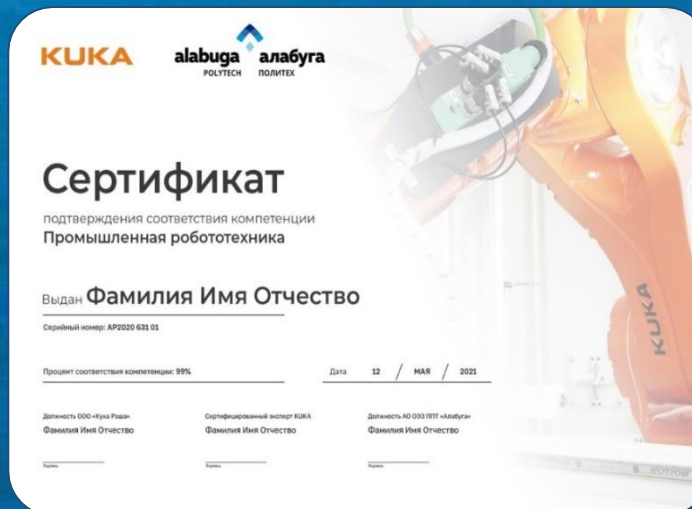 KUKA
alabuga алабуга
POLYTECH ПОЛИТЕХ
Сертификат
подтверждения соответствия компетенции
Промышленная робототехника
Выдан Фамилия Имя Отчество
Серийный номер: AP2020 631 01
Процент соответствия компетенции: 99%
Дата 12 / МАЯ / 2021
Должность ООО «Кука Раша» Сертифицированный эксперт KUKA Должность АО ОЭЗ ППТ «Алабуга»
Фамилия Имя Отчество Фамилия Имя Отчество Фамилия Имя Отчество
Подпись Подпись Подпись
KUKA